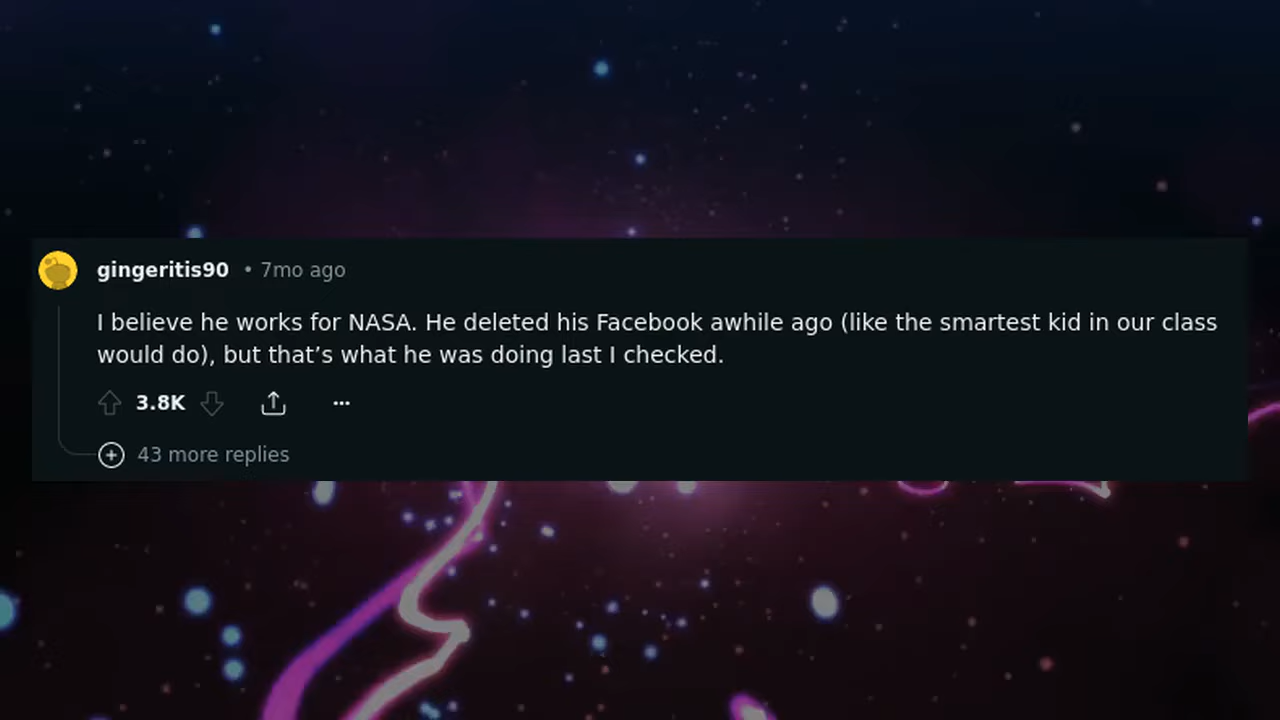 gingeritis90 • 7mo ago
I believe he works for NASA. He deleted his Facebook awhile ago (like the smartest kid in our class
would do), but that’s what he was doing last I checked.
3.8K
43 more replies